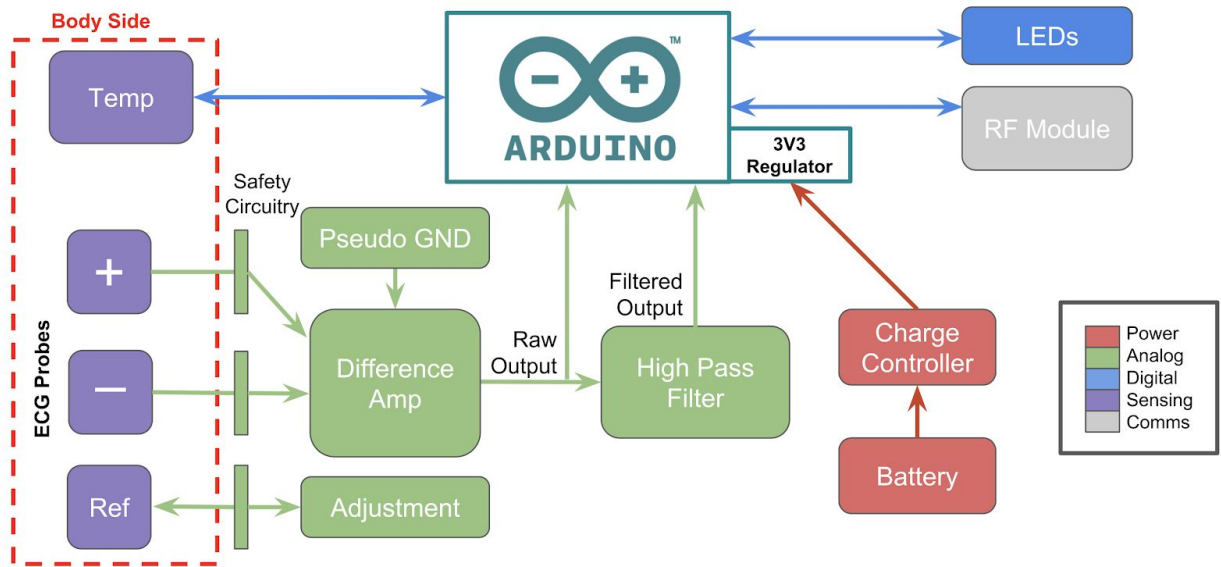 Body Side
Temp
™
ARDUINO
LEDs
RF Module
3V3
Regulator
Safety
Circuitry
ECG Probes
+
−
Ref
Pseudo GND
Difference
Amp
Adjustment
Raw
Output
Filtered
Output
High Pass
Filter
Charge
Controller
Battery
Power
Analog
Digital
Sensing
Comms